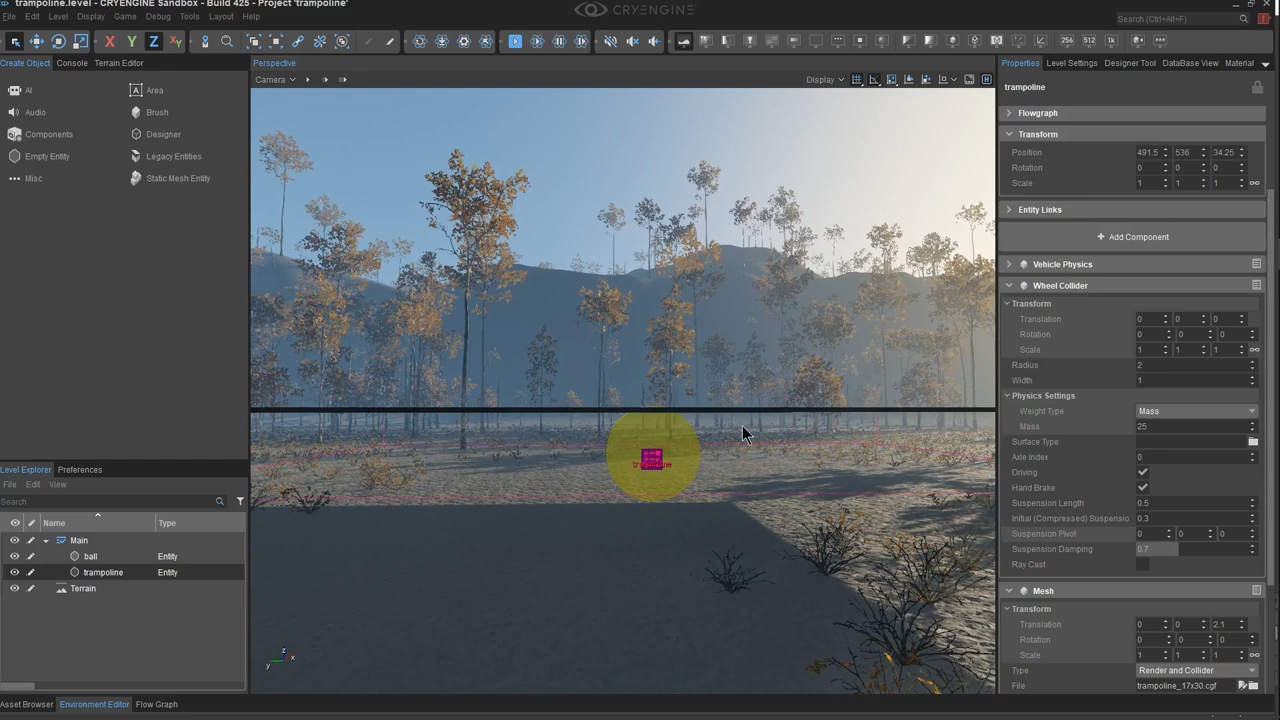 trampoline.level - CRYENGINE Sandbox - Build 425 - Project 'trampoline'
File Edit Level Display Game Debug Tools Layout Help
CRYENGINE
Search (Ctrl+Alt+F)
X Y Z XY
256 512 1k
Create Object Console Terrain Editor
AI Area
Audio Brush
Components Designer
Empty Entity Legacy Entities
Misc Static Mesh Entity
Perspective
Camera Display
trampoline
z
x
y
Level Explorer Preferences
File Edit View
Search
Name Type
Main
ball Entity
trampoline Entity
Terrain
Asset Browser Environment Editor Flow Graph
Properties Level Settings Designer Tool DataBase View Material
trampoline
Flowgraph
Transform
Position 491.5 536 34.25
Rotation 0 0 0
Scale 1 1 1
Entity Links
Add Component
Vehicle Physics
Wheel Collider
Transform
Translation 0 0 0
Rotation 0 0 0
Scale 1 1 1
Radius 2
Width 1
Physics Settings
Weight Type Mass
Mass 25
Surface Type
Axle Index 0
Driving
Hand Brake
Suspension Length 0.5
Initial (Compressed) Suspensio 0.3
Suspension Pivot 0 0 0
Suspension Damping 0.7
Ray Cast
Mesh
Transform
Translation 0 0 2.1
Rotation 0 0 0
Scale 1 1 1
Type Render and Collider
File trampoline_17x30.cgf